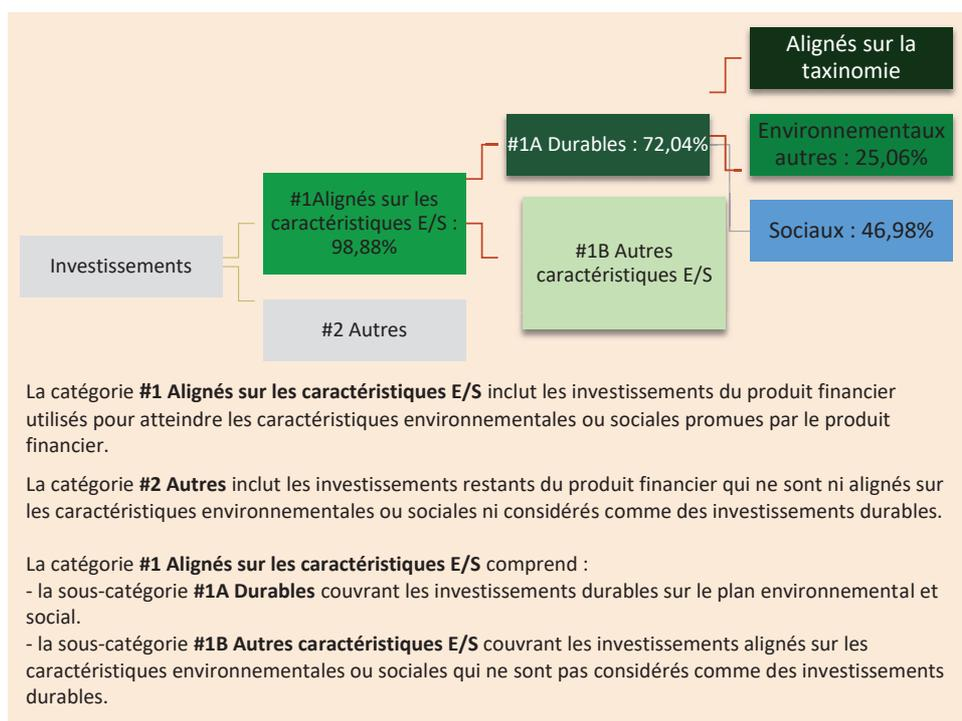 Alignés sur la
taxinomie
#1A Durables : 72,04%
Environnementaux
autres : 25,06%
#1Alignés sur les
caractéristiques E/S :
98,88%
Sociaux : 46,98%
#1B Autres
caractéristiques E/S
Investissements
#2 Autres
La catégorie #1 Alignés sur les caractéristiques E/S inclut les investissements du produit financier
utilisés pour atteindre les caractéristiques environnementales ou sociales promues par le produit
financier.
La catégorie #2 Autres inclut les investissements restants du produit financier qui ne sont ni alignés sur
les caractéristiques environnementales ou sociales ni considérés comme des investissements durables.
La catégorie #1 Alignés sur les caractéristiques E/S comprend :
- la sous-catégorie #1A Durables couvrant les investissements durables sur le plan environnemental et
social.
- la sous-catégorie #1B Autres caractéristiques E/S couvrant les investissements alignés sur les
caractéristiques environnementales ou sociales qui ne sont pas considérés comme des investissements
durables.